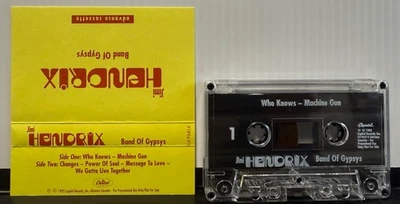 advance cassette
Band Of Gypsys
Jimi
HENDRIX
Jimi
HENDRIX Band Of Gypsys
Side One: Who Knows ~ Machine Gun
Side Two: Changes ~ Power Of Soul ~ Message To Love ~
We Gotta Live Together
Capitol
Who Knows ~ Machine Gun
Capitol
1
Jimi
HENDRIX Band Of Gypsys